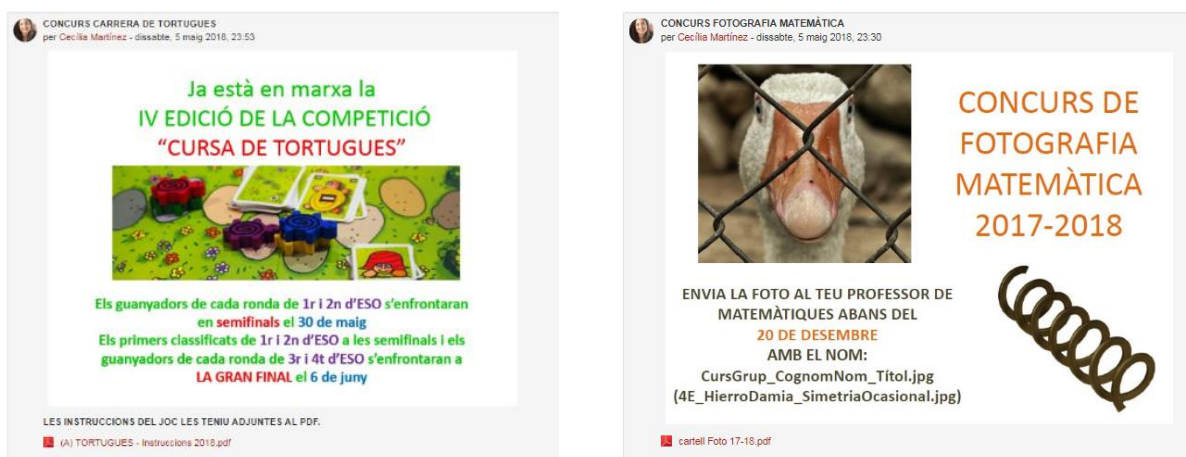 CONCURS CARRERA DE TORTUGUES
per Cecília Martínez - dissabte, 5 maig 2018, 23:53
Ja està en marxa la
IV EDICIÓ DE LA COMPETICIÓ
“CURSA DE TORTUGUES”
Els guanyadors de cada ronda de 1r i 2n d’ESO s’enfrontaran
en semifinals el 30 de maig
Els primers classificats de 1r i 2n d’ESO a les semifinals i els
guanyadors de cada ronda de 3r i 4t d’ESO s’enfrontaran a
LA GRAN FINAL el 6 de juny
LES INSTRUCCIONS DEL JOC LES TENIU ADJUNTES AL PDF.
(A) TORTUGUES - Instruccions 2018.pdf
CONCURS FOTOGRAFIA MATEMÀTICA
per Cecília Martínez - dissabte, 5 maig 2018, 23:30
CONCURS DE
FOTOGRAFIA
MATEMÀTICA
2017-2018
ENVIA LA FOTO AL TEU PROFESSOR DE
MATEMÀTIQUES ABANS DEL
20 DE DESEMBRE
AMB EL NOM:
CursGrup_CognomNom_Títol.jpg
(4E_HierroDamia_SimetriaOcasional.jpg)
cartell Foto 17-18.pdf